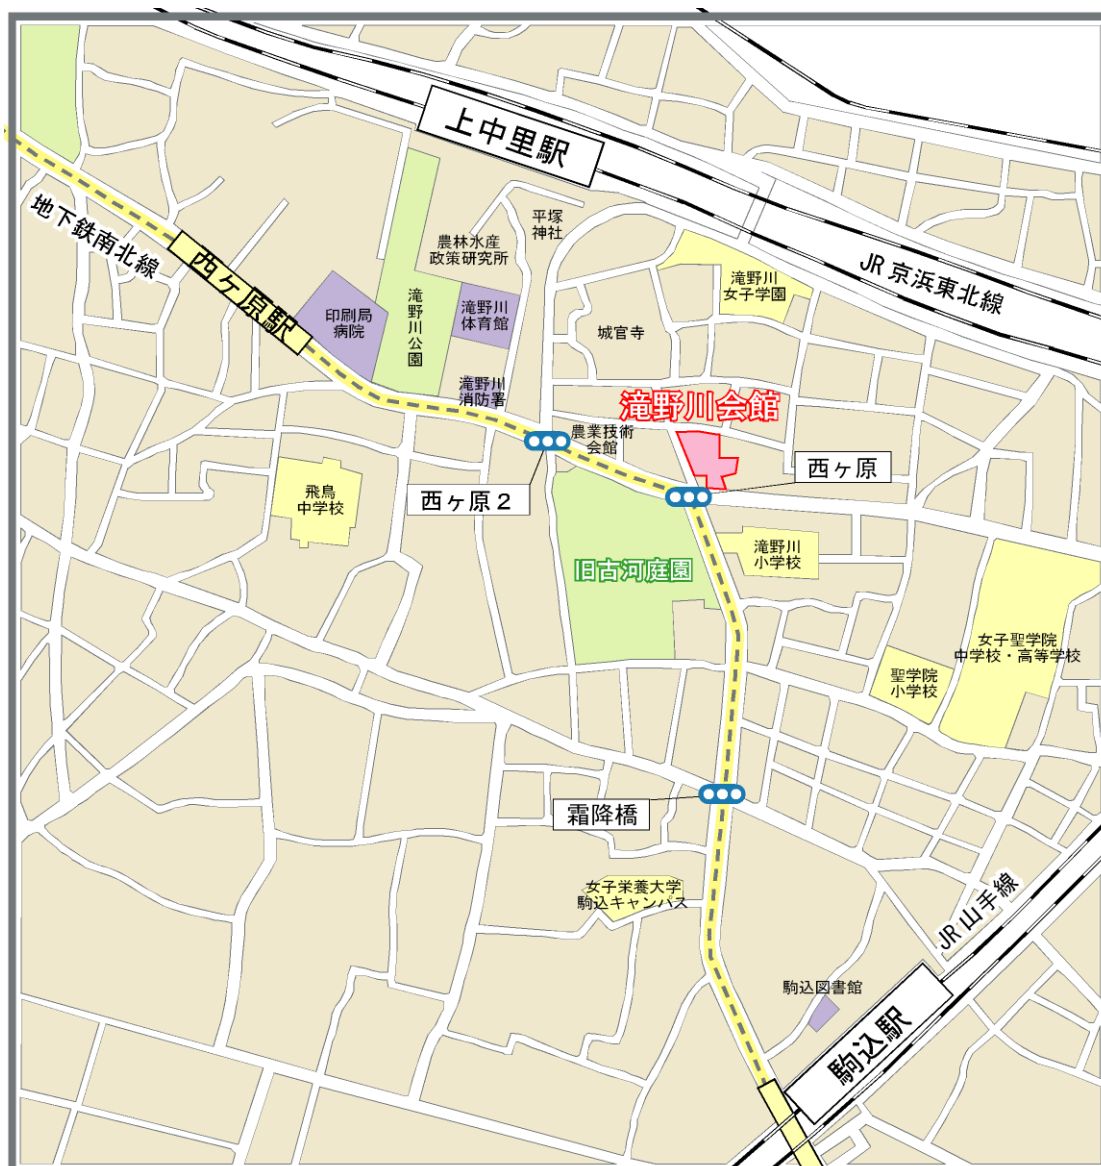 上中里駅
地下鉄南北線
平塚
神社
農林水産
政策研究所
西ヶ原駅
滝野川
女子学園
JR 京浜東北線
滝野川公園
印刷局
病院
滝野川
体育館
城官寺
滝野川
消防署
滝野川会館
農業技術
会館
西ヶ原
西ヶ原２
飛鳥
中学校
滝野川
小学校
旧古河庭園
女子聖学院
中学校・高等学校
聖学院
小学校
霜降橋
女子栄養大学
駒込キャンパス
JR 山手線
駒込図書館
駒込駅